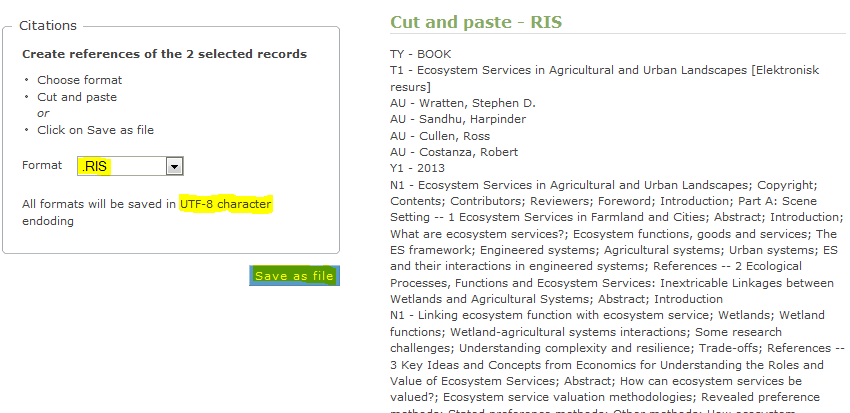 Citations
Create references of the 2 selected records
Choose format
Cut and paste
or
Click on Save as file
Format .RIS
All formats will be saved in UTF-8 character
endoding
Save as file
Cut and paste - RIS
TY - BOOK
T1 - Ecosystem Services in Agricultural and Urban Landscapes [Elektronisk
resurs]
AU - Wratten, Stephen D.
AU - Sandhu, Harpinder
AU - Cullen, Ross
AU - Costanza, Robert
Y1 - 2013
N1 - Ecosystem Services in Agricultural and Urban Landscapes; Copyright;
Contents; Contributors; Reviewers; Foreword; Introduction; Part A: Scene
Setting -- 1 Ecosystem Services in Farmland and Cities; Abstract; Introduction;
What are ecosystem services?; Ecosystem functions, goods and services; The
ES framework; Engineered systems; Agricultural systems; Urban systems; ES
and their interactions in engineered systems; References -- 2 Ecological
Processes, Functions and Ecosystem Services: Inextricable Linkages between
Wetlands and Agricultural Systems; Abstract; Introduction
N1 - Linking ecosystem function with ecosystem service; Wetlands; Wetland
functions; Wetland-agricultural systems interactions; Some research
challenges; Understanding complexity and resilience; Trade-offs; References --
3 Key Ideas and Concepts from Economics for Understanding the Roles and
Value of Ecosystem Services; Abstract; How can ecosystem services be
valued?; Ecosystem service valuation methodologies; Revealed preference
methods; Stated preference methods; Other methods; How ecosystem